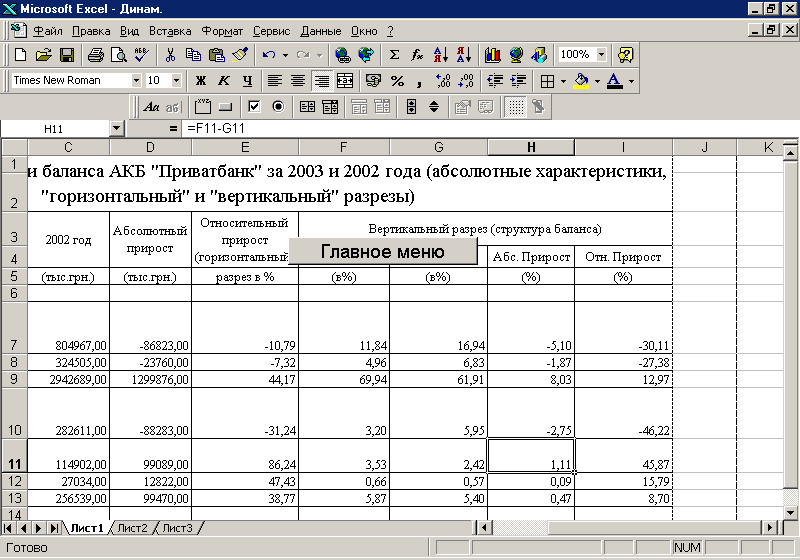 Microsoft Excel - Динам.
Файл Правка Вид Вставка Формат Сервис Данные Окно ?
100%
Times New Roman 10 Ж К Ч
Aa аб
H11 = =F11-G11
C D E F G H I J K
1 и баланса АКБ "Приватбанк" за 2003 и 2002 года (абсолютные характеристики,
2 "горизонтальный" и "вертикальный" разрезы)
3 2002 год Абсолютный прирост Относительный прирост Вертикальный разрез (структура баланса)
Главное меню
4 (горизонтальный Абс. Прирост Отн. Прирост
5 (тыс.грн.) (тыс.грн.) разрез в % (в%) (в%) (%) (%)
6
7 804967,00 -86823,00 -10,79 11,84 16,94 -5,10 -30,11
8 324505,00 -23760,00 -7,32 4,96 6,83 -1,87 -27,38
9 2942689,00 1299876,00 44,17 69,94 61,91 8,03 12,97
10 282611,00 -88283,00 -31,24 3,20 5,95 -2,75 -46,22
11 114902,00 99089,00 86,24 3,53 2,42 1,11 45,87
12 27034,00 12822,00 47,43 0,66 0,57 0,09 15,79
13 256539,00 99470,00 38,77 5,87 5,40 0,47 8,70
14
Лист1 Лист2 Лист3
Готово NUM